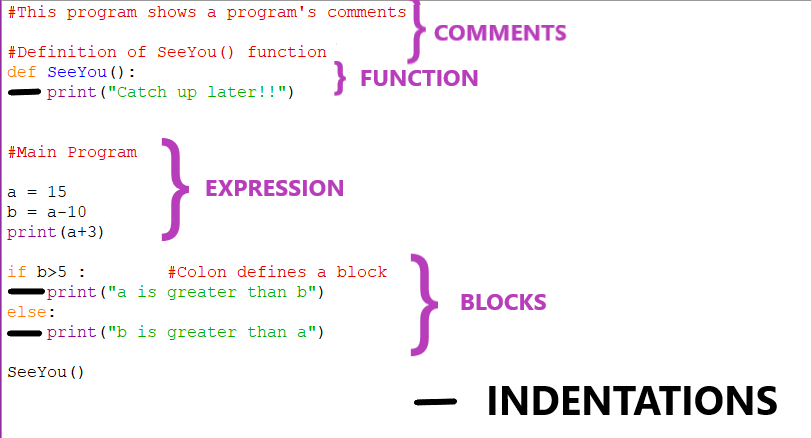 #This program shows a program's comments
COMMENTS
#Definition of SeeYou() function
def SeeYou():
FUNCTION
print("Catch up later!!")
#Main Program
a = 15
EXPRESSION
b = a-10
print(a+3)
if b>5 : #Colon defines a block
print("a is greater than b")
BLOCKS
else:
print("b is greater than a")
SeeYou()
INDENTATIONS